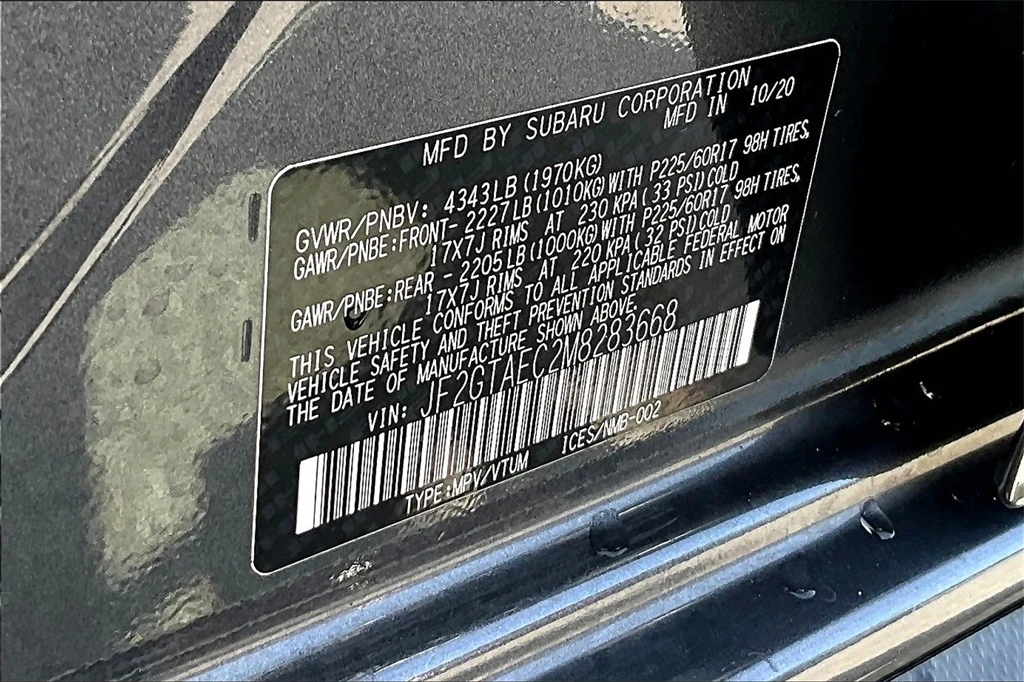 MFD BY SUBARU CORPORATION
MFD IN 10/20
GVWR/PNBV: 4343LB(1970KG)
GAWR/PNBE:FRONT-2227LB(1010KG)WITH P225/60R17 98H TIRES,
17X7J RIMS AT 230 KPA(33 PSI)COLD
GAWR/PNBE:REAR -2205LB(1000KG)WITH P225/60R17 98H TIRES,
17X7J RIMS AT 220 KPA(32 PSI)COLD
THIS VEHICLE CONFORMS TO ALL APPLICABLE FEDERAL MOTOR
VEHICLE SAFETY AND THEFT PREVENTION STANDARDS IN EFFECT ON
THE DATE OF MANUFACTURE SHOWN ABOVE.
VIN: JF2GTAEC2M8283668
TYPE:MPV/VTUM ICES/NMB-002